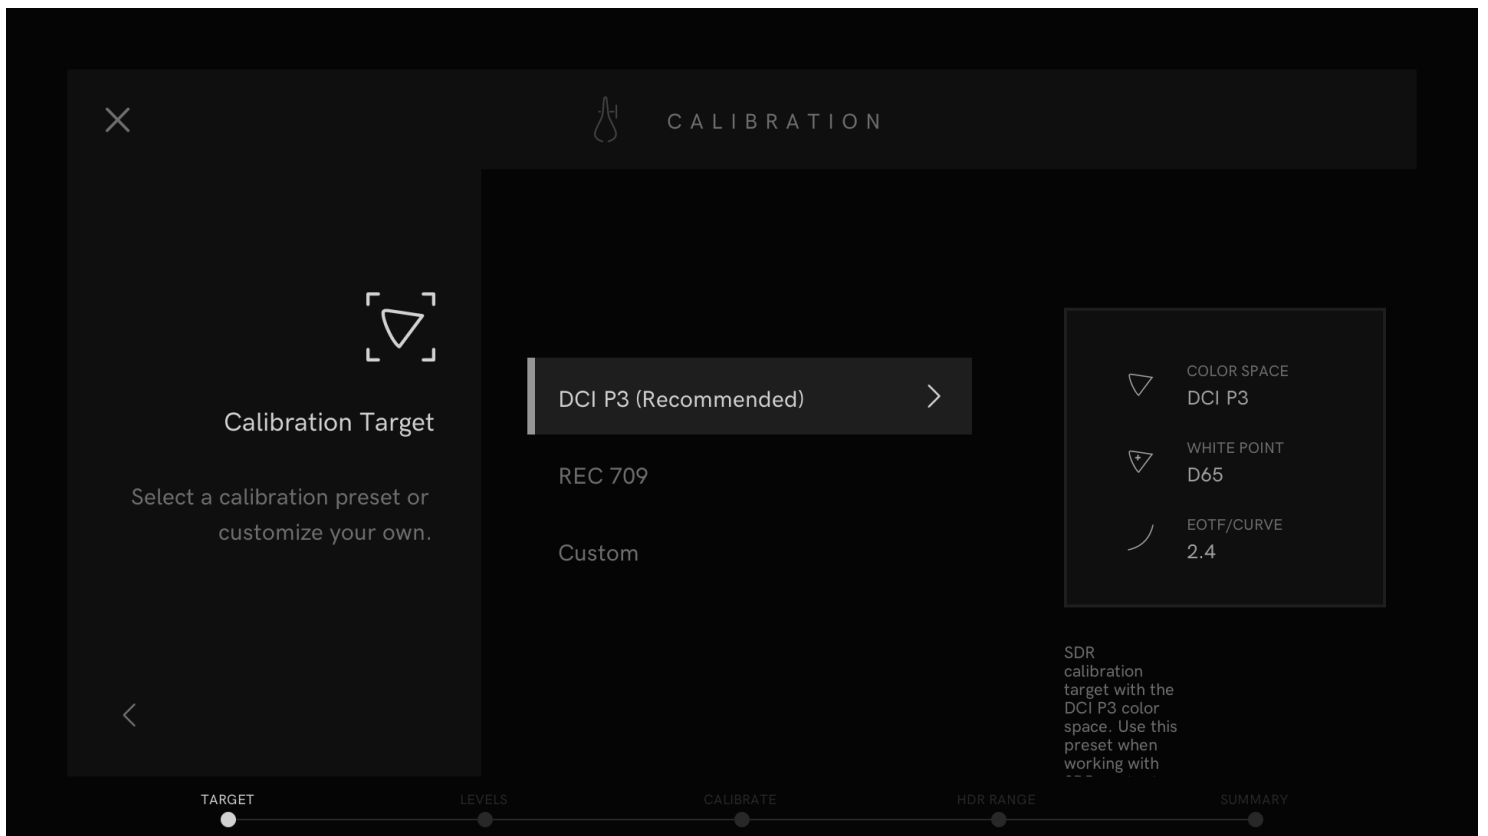 CALIBRATION
Calibration Target
Select a calibration preset or
customize your own.
DCI P3 (Recommended)
REC 709
Custom
COLOR SPACE
DCI P3
WHITE POINT
D65
EOTF/CURVE
2.4
SDR
calibration
target with the
DCI P3 color
space. Use this
preset when
working with
TARGET
LEVELS
CALIBRATE
HDR RANGE
SUMMARY